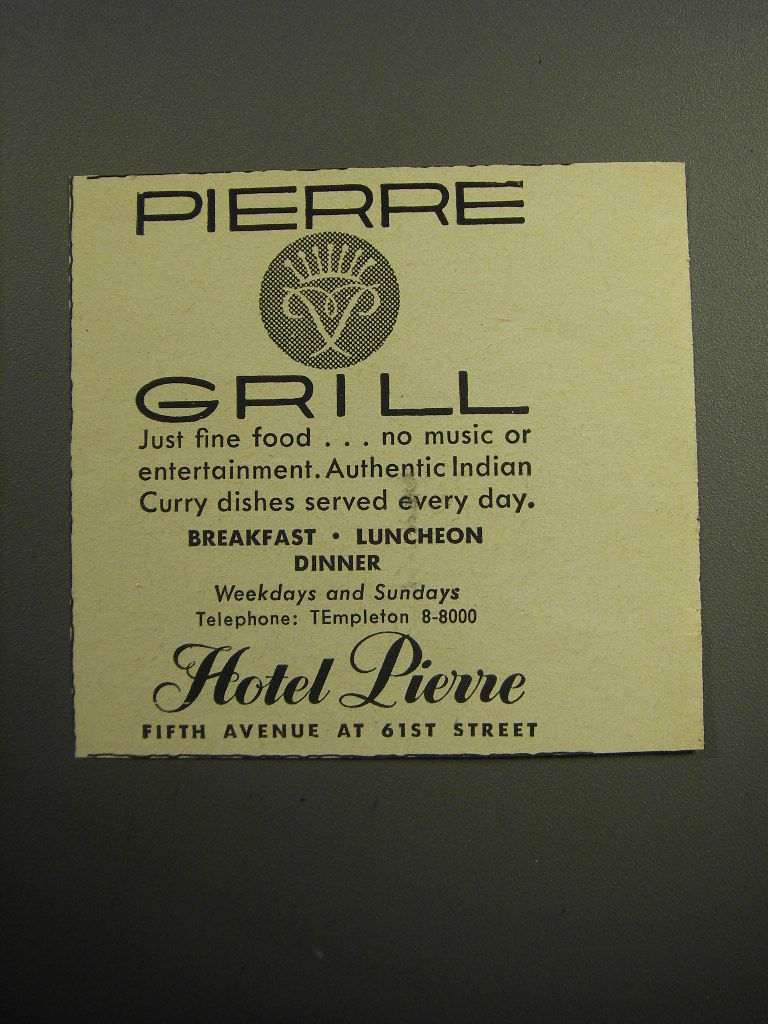 PIERRE
GRILL
Just fine food . . . no music or
entertainment. Authentic Indian
Curry dishes served every day.
BREAKFAST • LUNCHEON
DINNER
Weekdays and Sundays
Telephone: TEmpleton 8-8000
Hotel Pierre
FIFTH AVENUE AT 61ST STREET